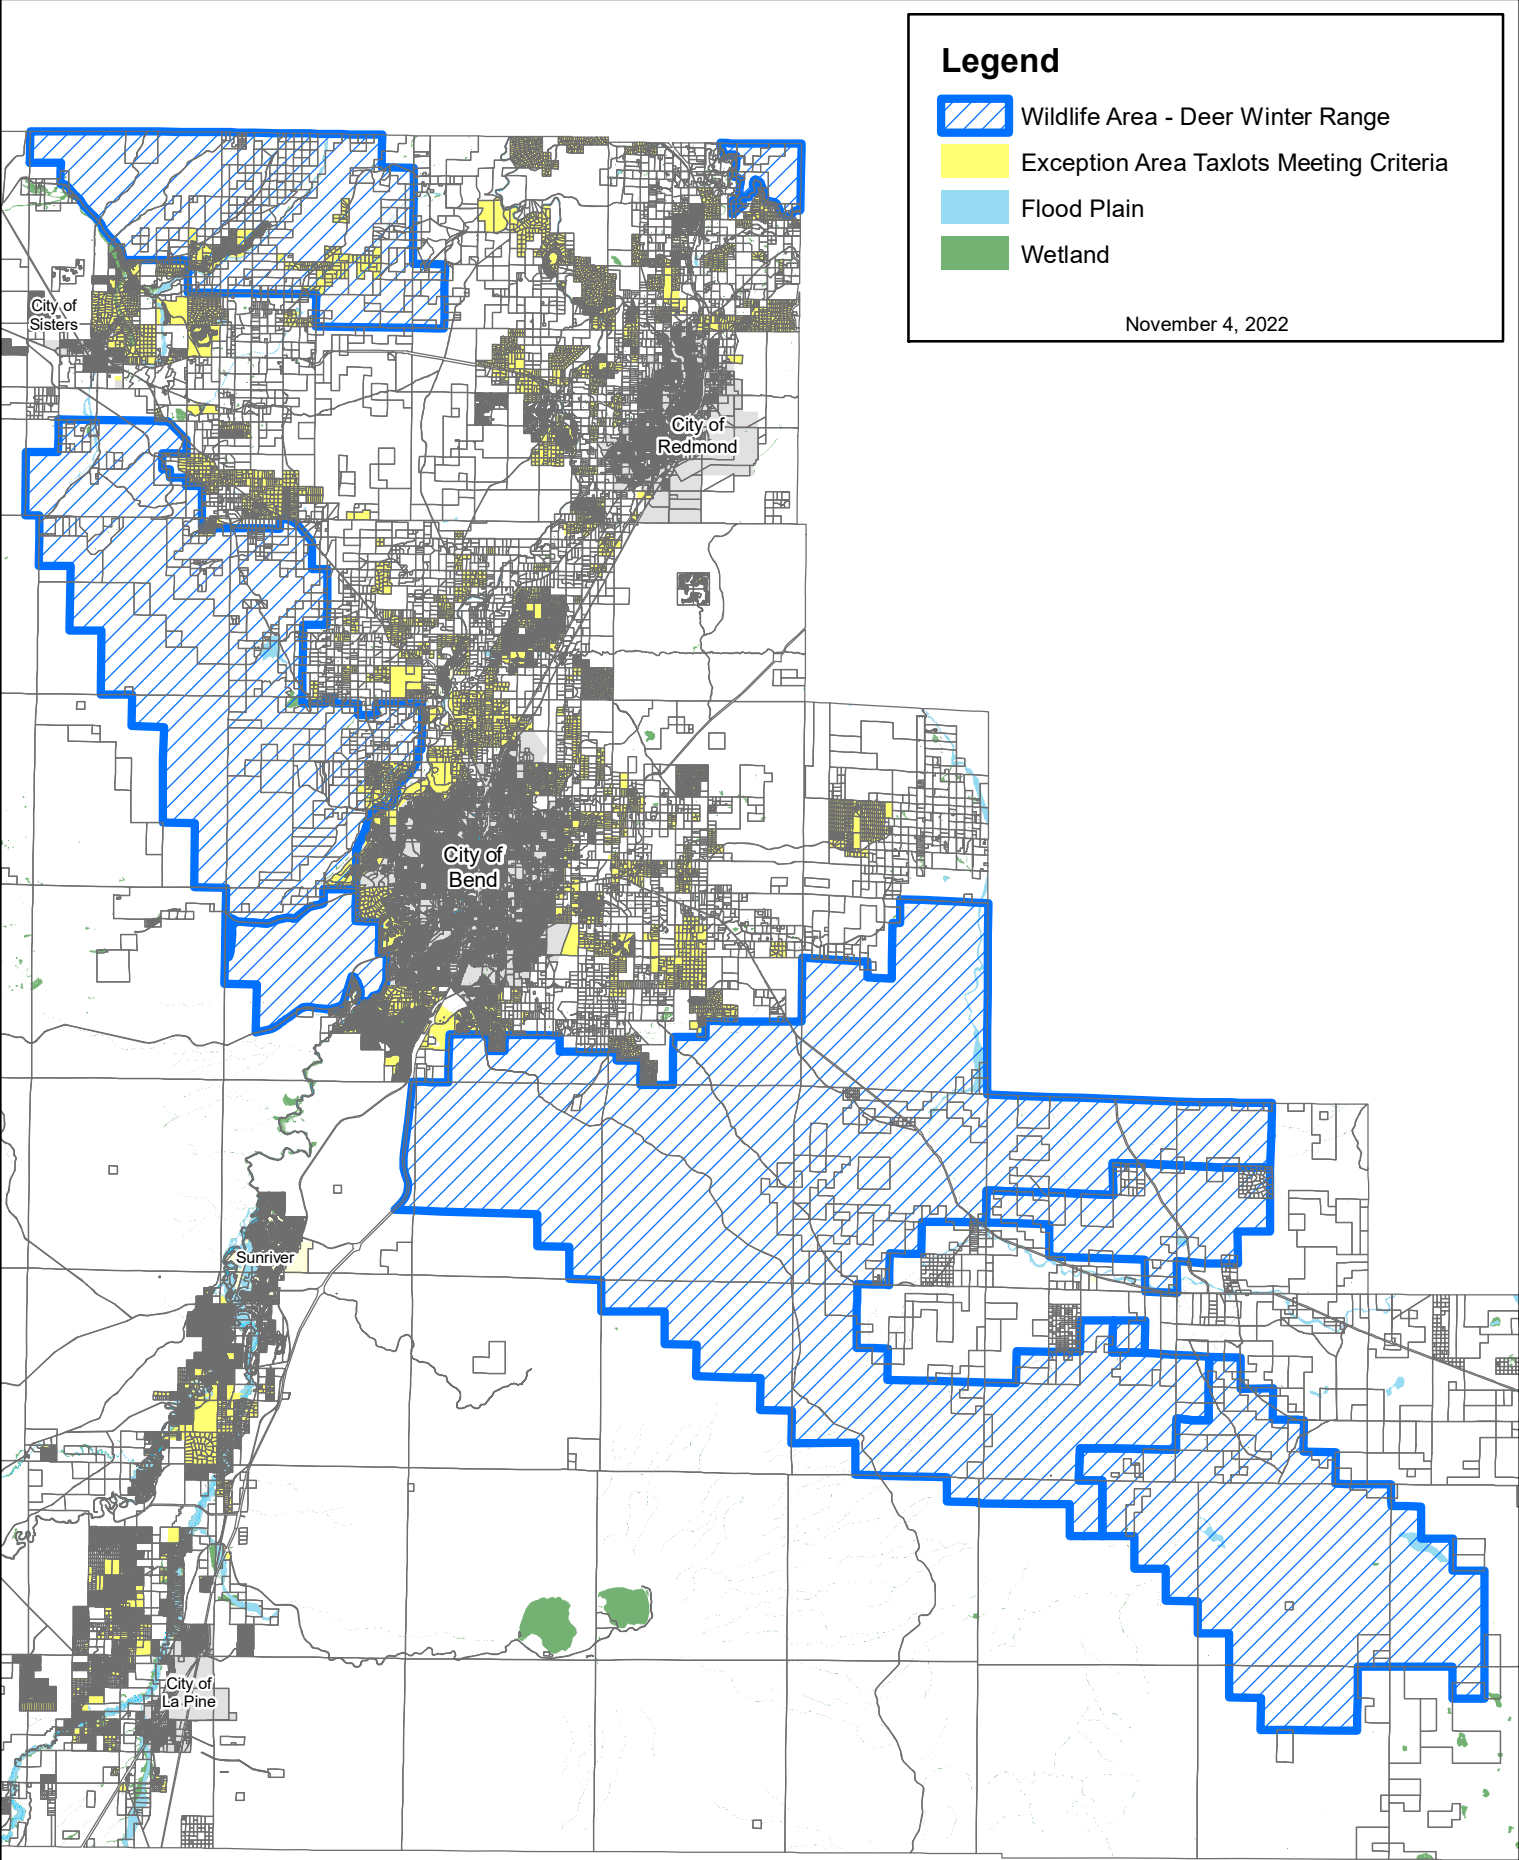 Legend
Wildlife Area - Deer Winter Range
Exception Area Taxlots Meeting Criteria
Flood Plain
Wetland
November 4, 2022
City of
Sisters
City of
Redmond
City of
Bend
Sunriver
City of
La Pine